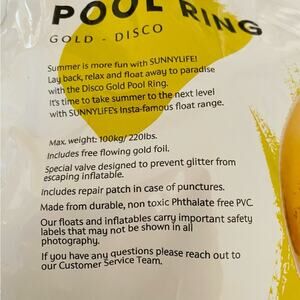 POOL RING
GOLD - DISCO
Summer is more fun with SUNNYLiFE!
Lay back, relax and float away to paradise
with the Disco Gold Pool Ring.
It's time to take summer to the next level
with SUNNYLiFE's Insta-famous float range.
Max. weight: 100kg/ 220lbs.
Includes free flowing gold foil.
Special valve designed to prevent glitter from
escaping inflatable.
Includes repair patch in case of punctures.
Made from durable, non toxic Phthalate free PVC.
Our floats and inflatables carry important safety
labels that may not be shown in all
photography.
If you have any questions please reach out to
our Customer Service Team.